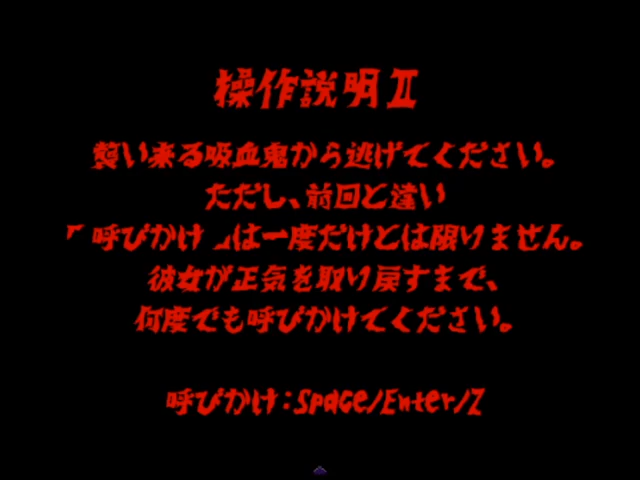 操作説明Ⅱ
襲い来る吸血鬼から逃げてください。
ただし、前回と違い
「呼びかけ」は一度だけとは限りません。
彼女が正気を取り戻すまで、
何度でも呼びかけてください。
呼びかけ：Space/Enter/Z